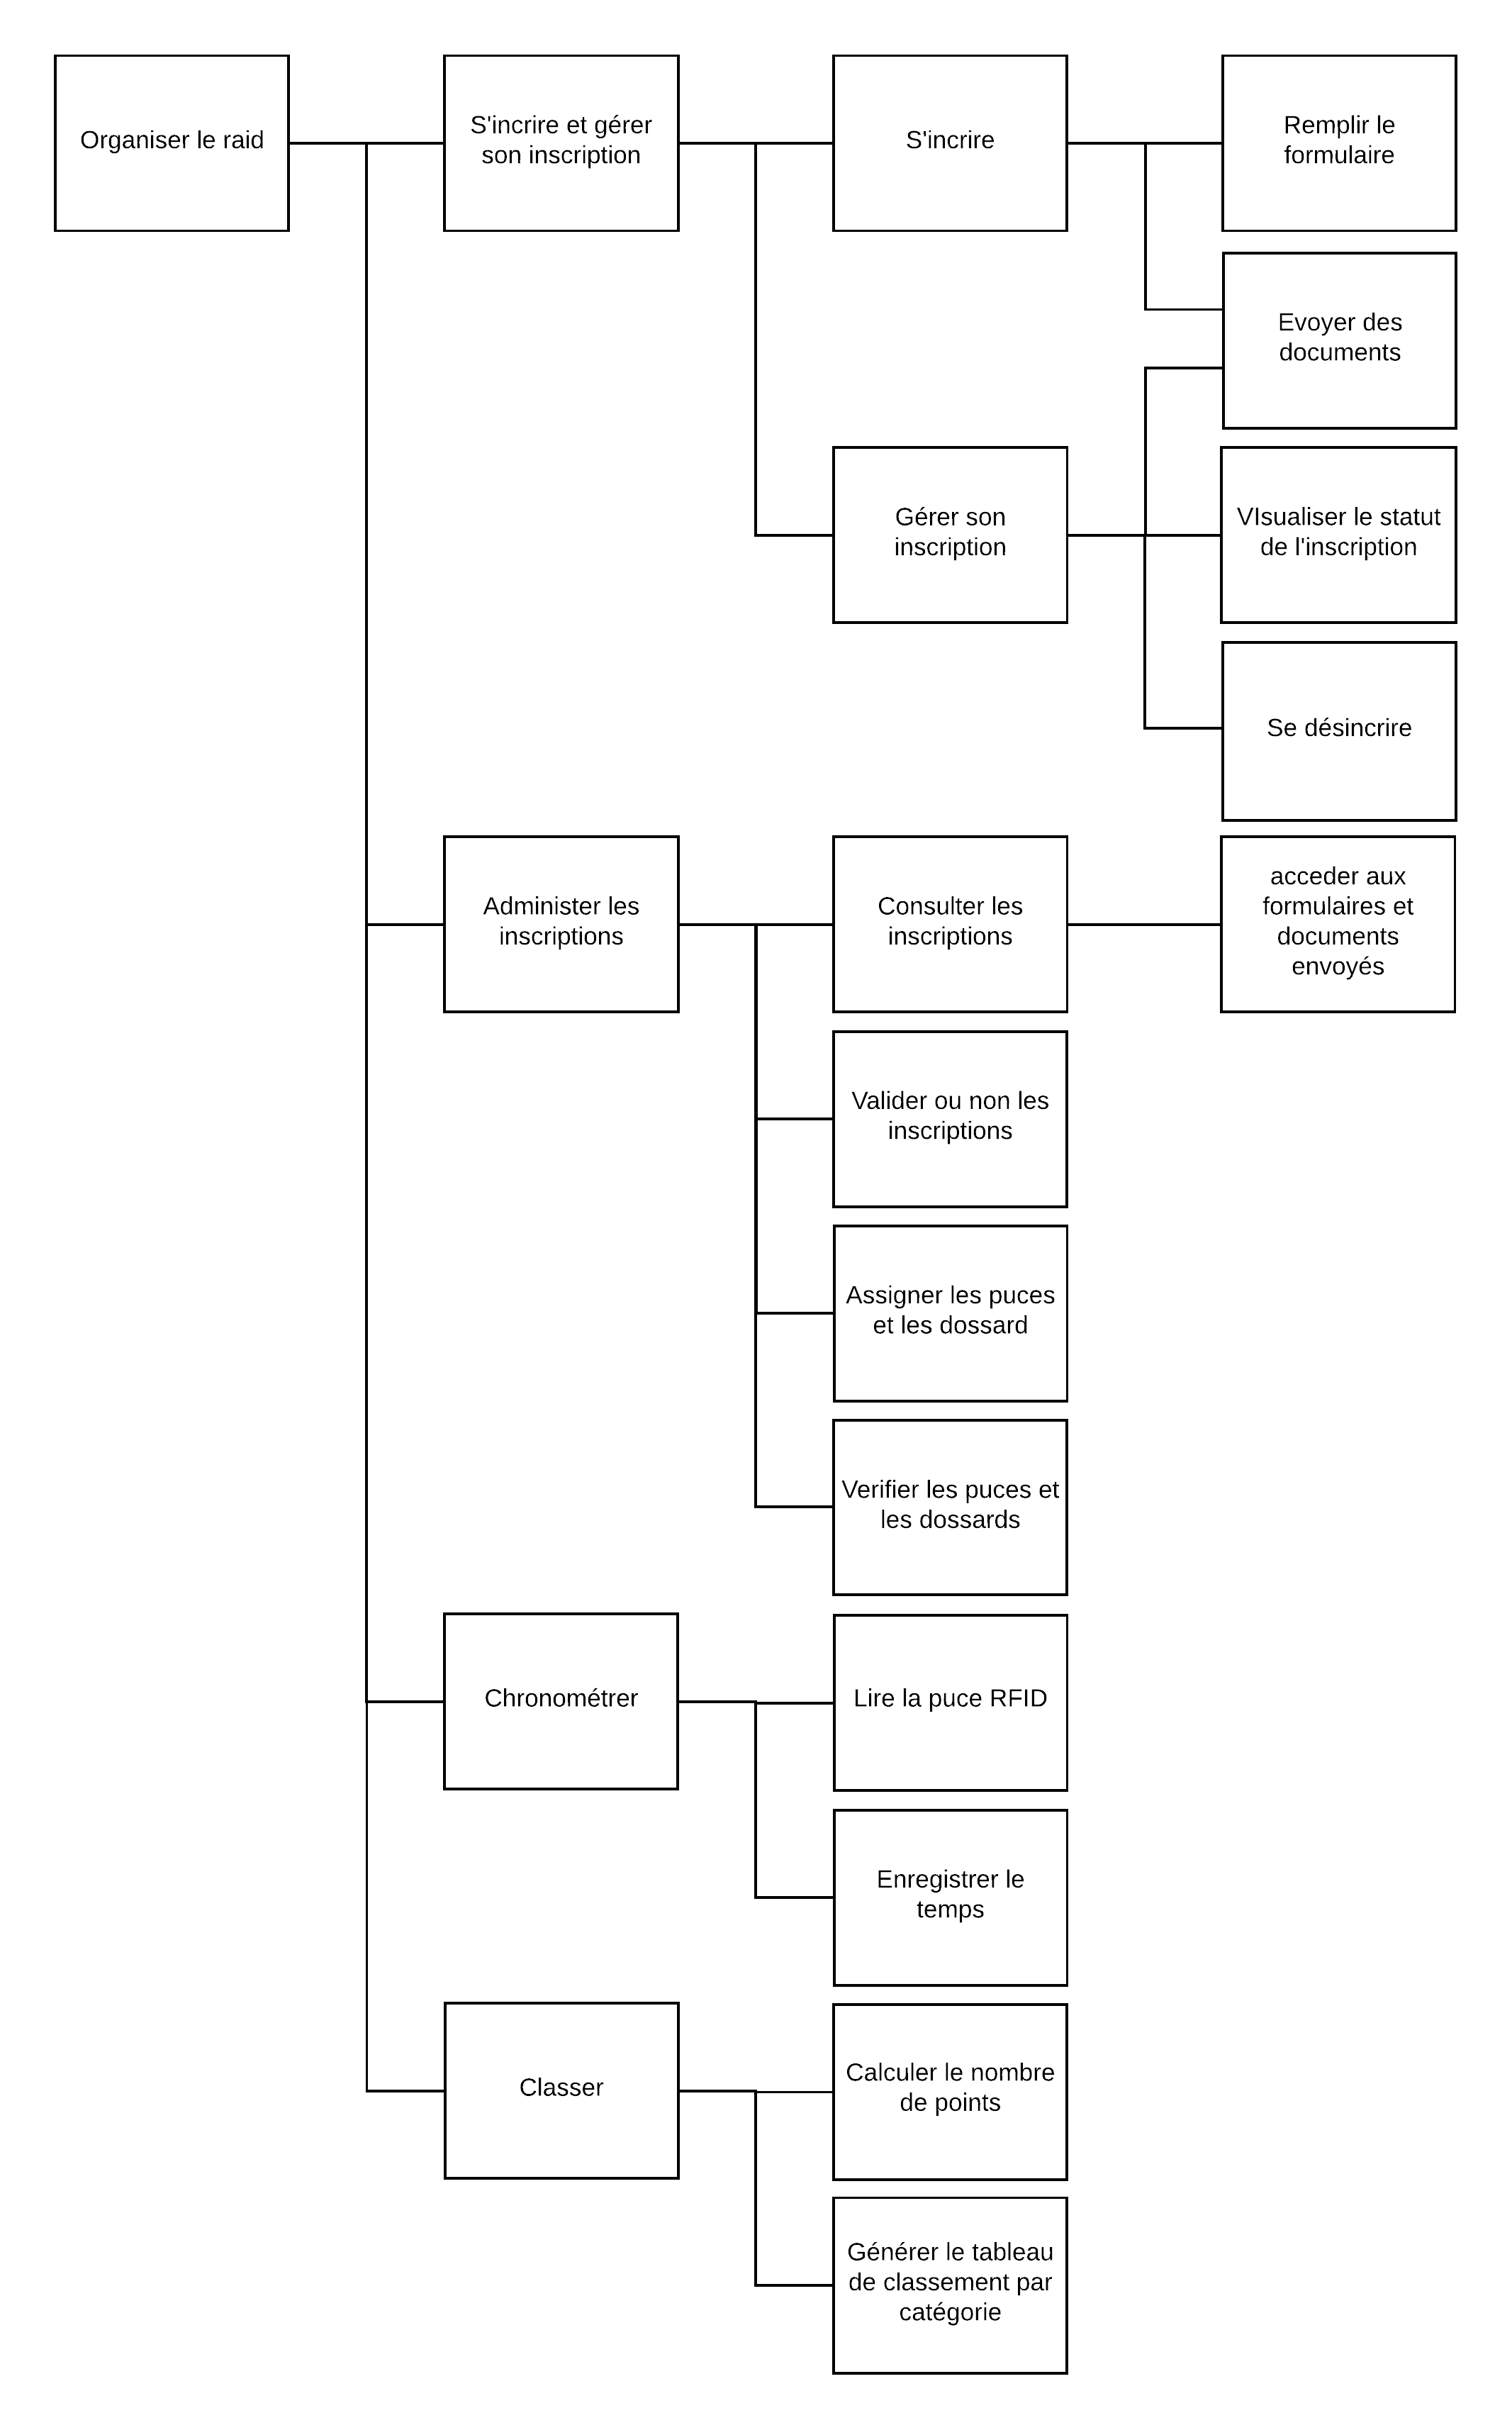 Organiser le raid
S'incrire et gérer
son inscription
S'incrire
Remplir le
formulaire
Evoyer des
documents
Gérer son
inscription
VIsualiser le statut
de l'inscription
Se désincrire
Administer les
inscriptions
Consulter les
inscriptions
acceder aux
formulaires et
documents
envoyés
Valider ou non les
inscriptions
Assigner les puces
et les dossard
Verifier les puces et
les dossards
Chronométrer
Lire la puce RFID
Enregistrer le
temps
Classer
Calculer le nombre
de points
Générer le tableau
de classement par
catégorie